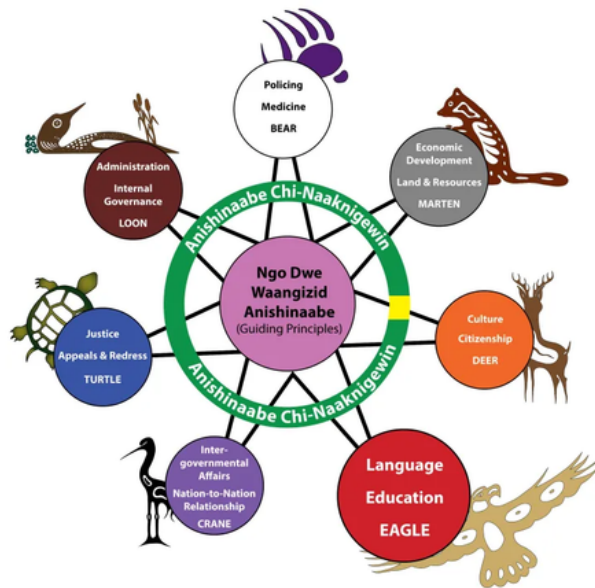 Policing
Medicine
BEAR
Economic
Development
Land & Resources
MARTEN
Administration
Internal
Governance
LOON
Anishinaabe Chi-Naaknigewin
Ngo Dwe
Waangizid
Anishinaabe
(Guiding Principles)
Anishinaabe Chi-Naaknigewin
Justice
Appeals & Redress
TURTLE
Culture
Citizenship
DEER
Inter-
governmental
Affairs
Nation-to-Nation
Relationship
CRANE
Language
Education
EAGLE